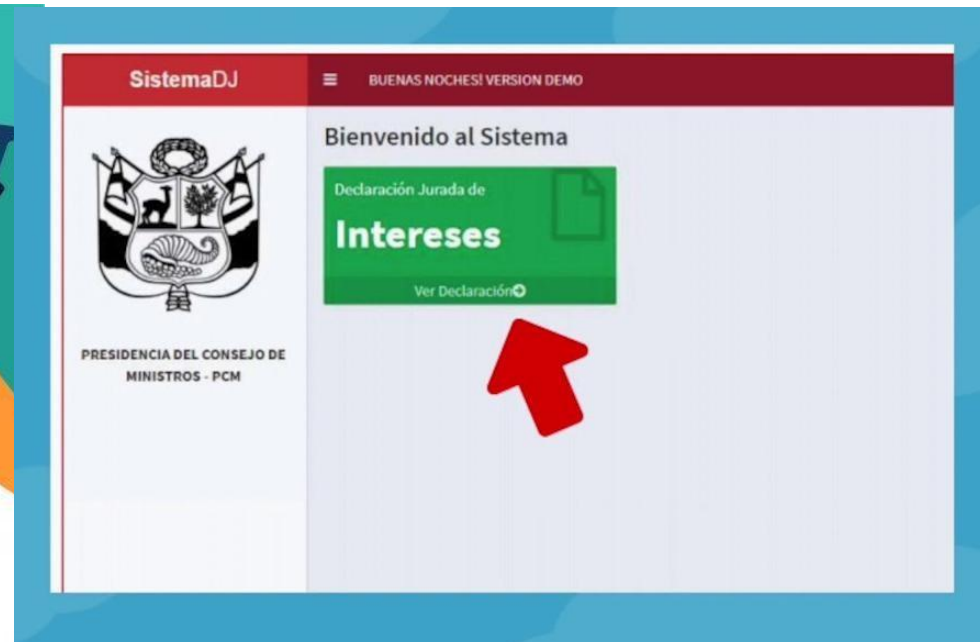 SistemaDJ
BUENAS NOCHES! VERSION DEMO
Bienvenido al Sistema
Declaración Jurada de
Intereses
Ver Declaración
PRESIDENCIA DEL CONSEJO DE
MINISTROS - PCM